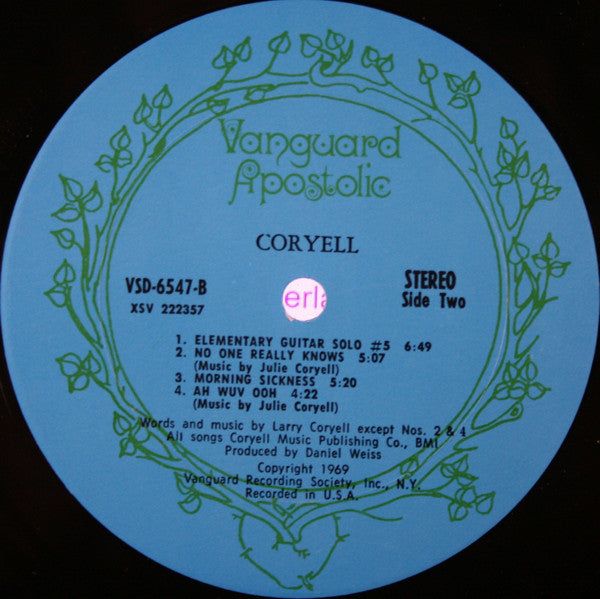 Vanguard
Apostolic
CORYELL
VSD-6547-B
XSV 222357
STEREO
Side Two
1. ELEMENTARY GUITAR SOLO #5 6:49
2. NO ONE REALLY KNOWS 5:07
(Music by Julie Coryell)
3. MORNING SICKNESS 5:20
4. AH WUV OOH 4:22
(Music by Julie Coryell)
Words and music by Larry Coryell except Nos. 2 & 4
All songs Coryell Music Publishing Co., BMI
Produced by Daniel Weiss
Copyright 1969
Vanguard Recording Society, Inc., N.Y.
Recorded in U.S.A.